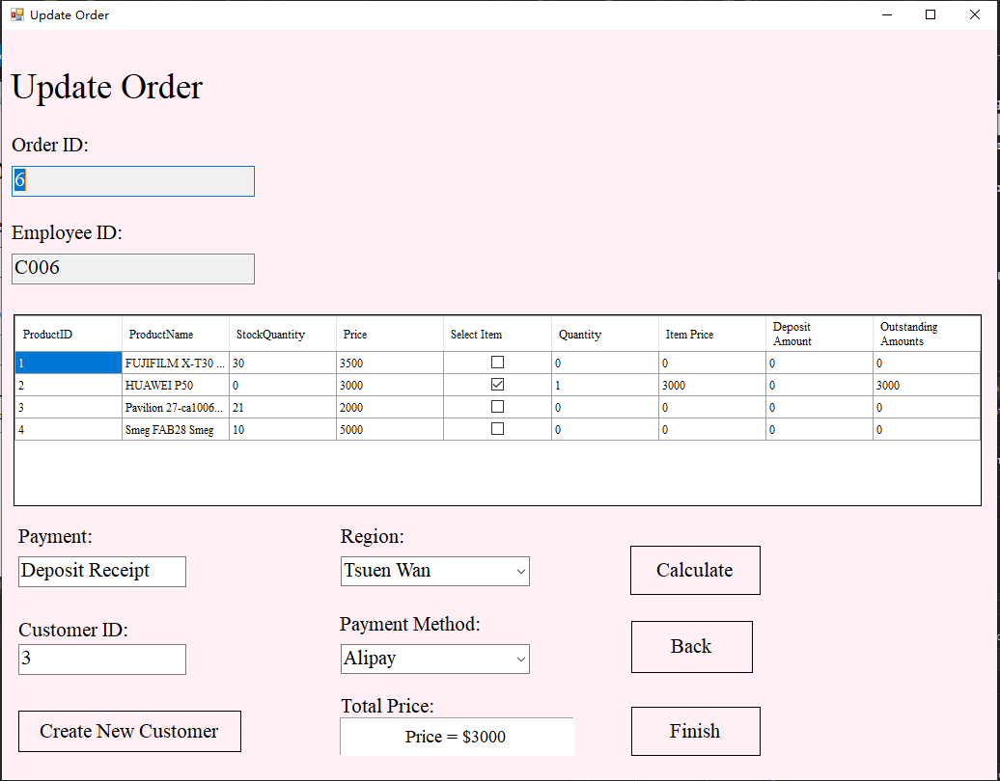 Update Order
Update Order
Order ID:
6
Employee ID:
C006
ProductID ProductName StockQuantity Price Select Item Quantity Item Price Deposit Amount Outstanding Amounts
1 FUJIFILM X-T30 ... 30 3500 0 0 0 0
2 HUAWEI P50 0 3000 1 3000 0 3000
3 Pavilion 27-ca1006... 21 2000 0 0 0 0
4 Smeg FAB28 Smeg 10 5000 0 0 0 0
Payment: Region:
Deposit Receipt Tsuen Wan Calculate
Customer ID: Payment Method:
3 Alipay Back
Total Price:
Create New Customer Price = $3000 Finish